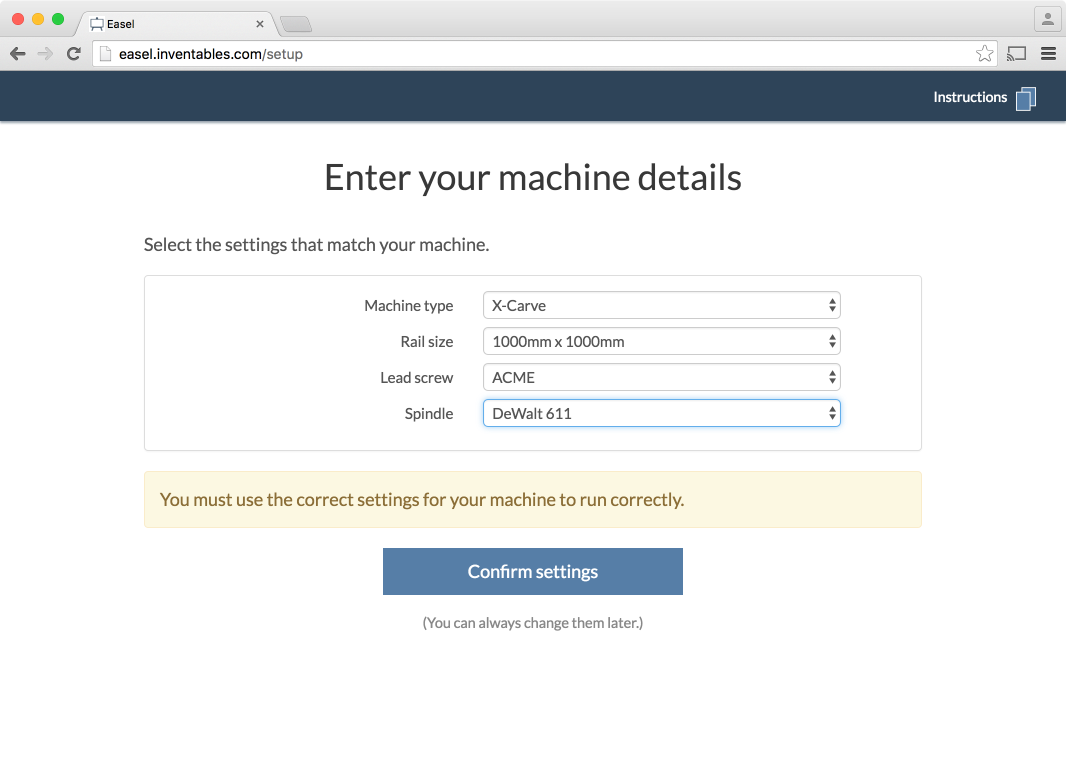 Easel
easel.inventables.com/setup
Instructions
Enter your machine details
Select the settings that match your machine.
Machine type X-Carve
Rail size 1000mm x 1000mm
Lead screw ACME
Spindle DeWalt 611
You must use the correct settings for your machine to run correctly.
Confirm settings
(You can always change them later.)